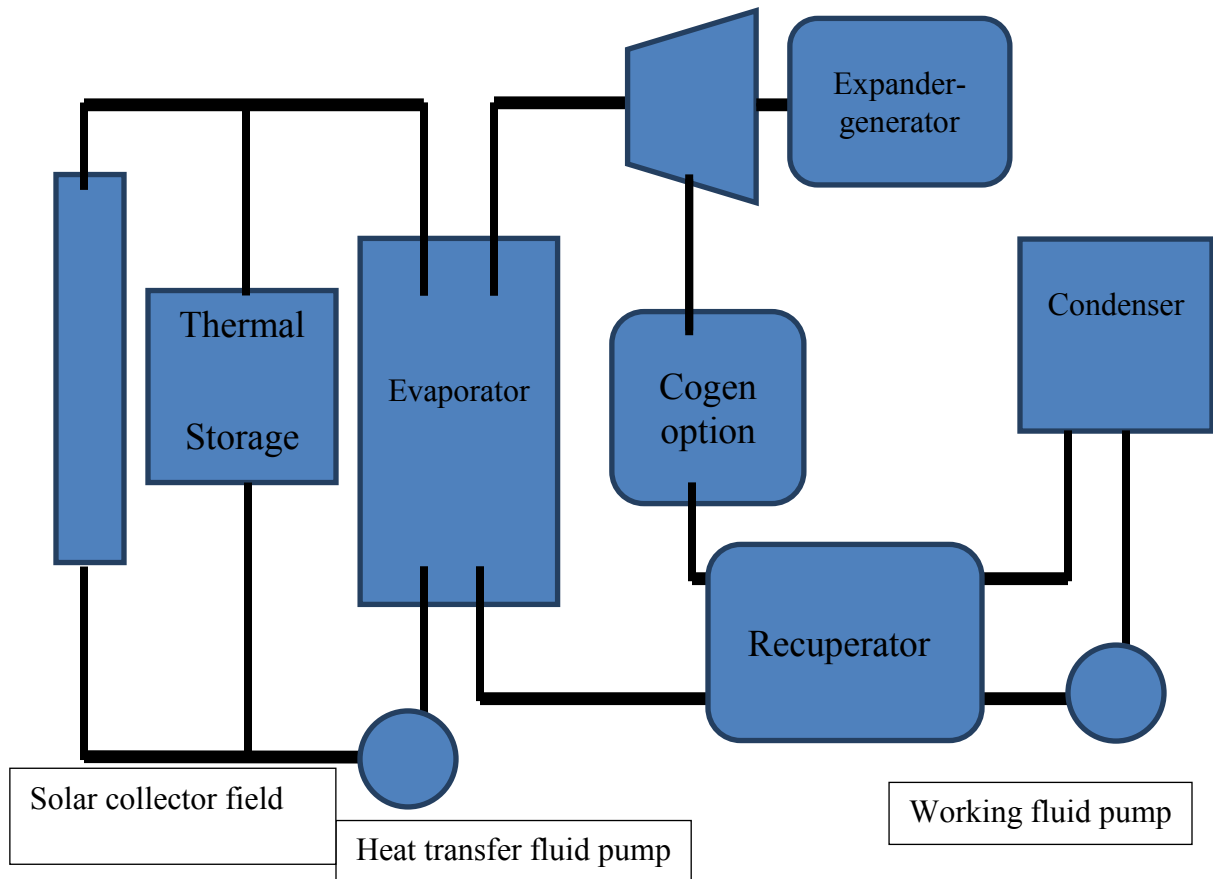 Expander-
generator
Thermal
Storage
Evaporator
Cogen
option
Condenser
Recuperator
Solar collector field
Heat transfer fluid pump
Working fluid pump